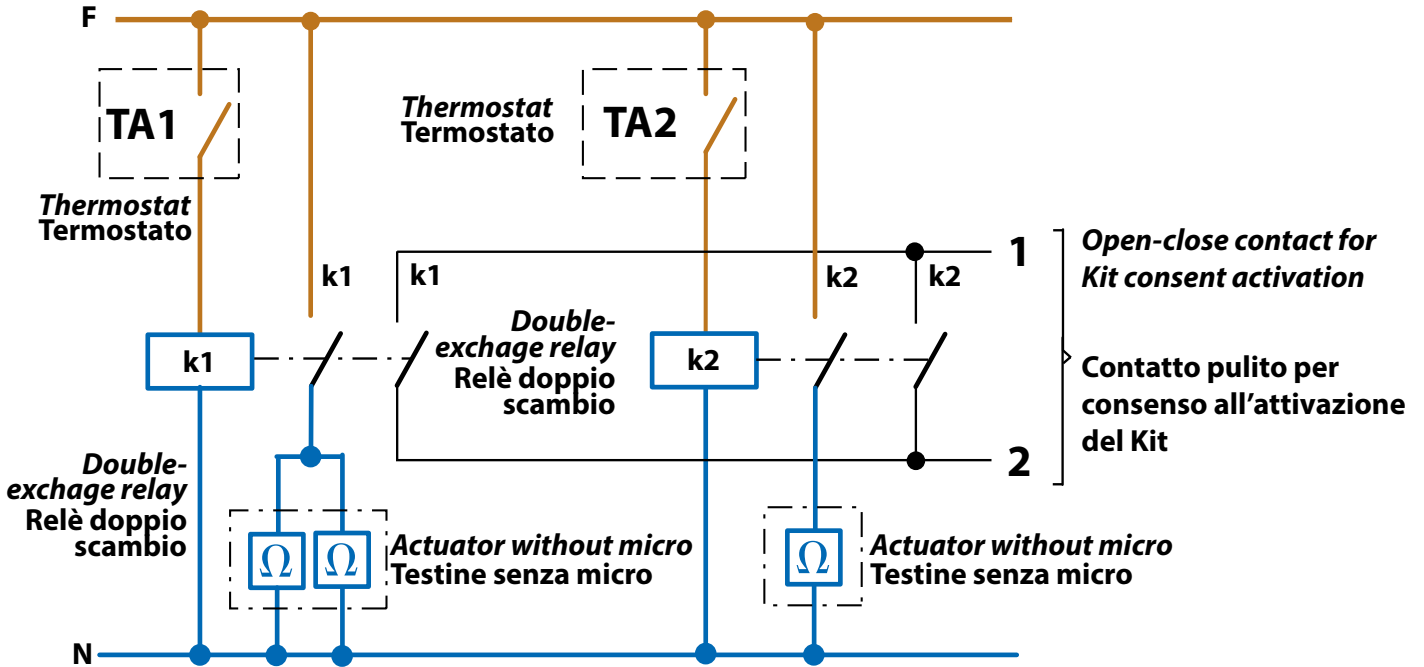 F
TA1
Thermostat
Termostato
Thermostat
Termostato
TA2
k1
k1
k2
k2
1
Open-close contact for
Kit consent activation
k1
Double-
exchage relay
Relè doppio
scambio
k2
Contatto pulito per
consenso all’attivazione
del Kit
2
Double-
exchage relay
Relè doppio
scambio
Ω
Ω
Actuator without micro
Testine senza micro
Ω
Actuator without micro
Testine senza micro
N